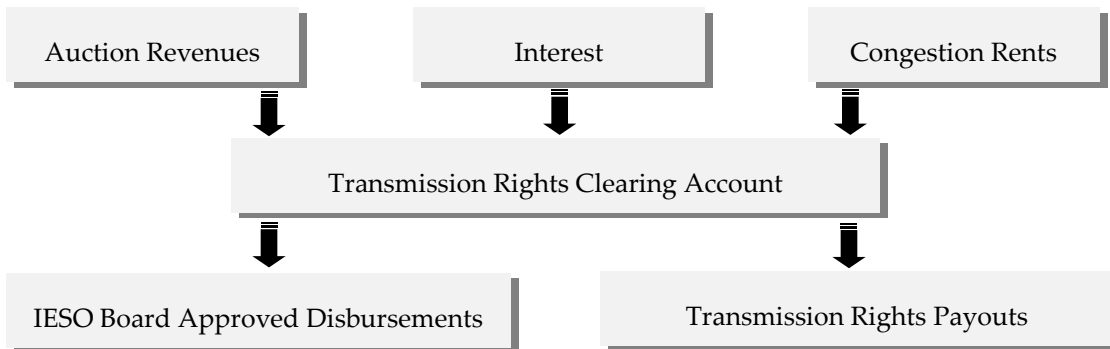 Auction Revenues
Interest
Congestion Rents
Transmission Rights Clearing Account
IESO Board Approved Disbursements
Transmission Rights Payouts